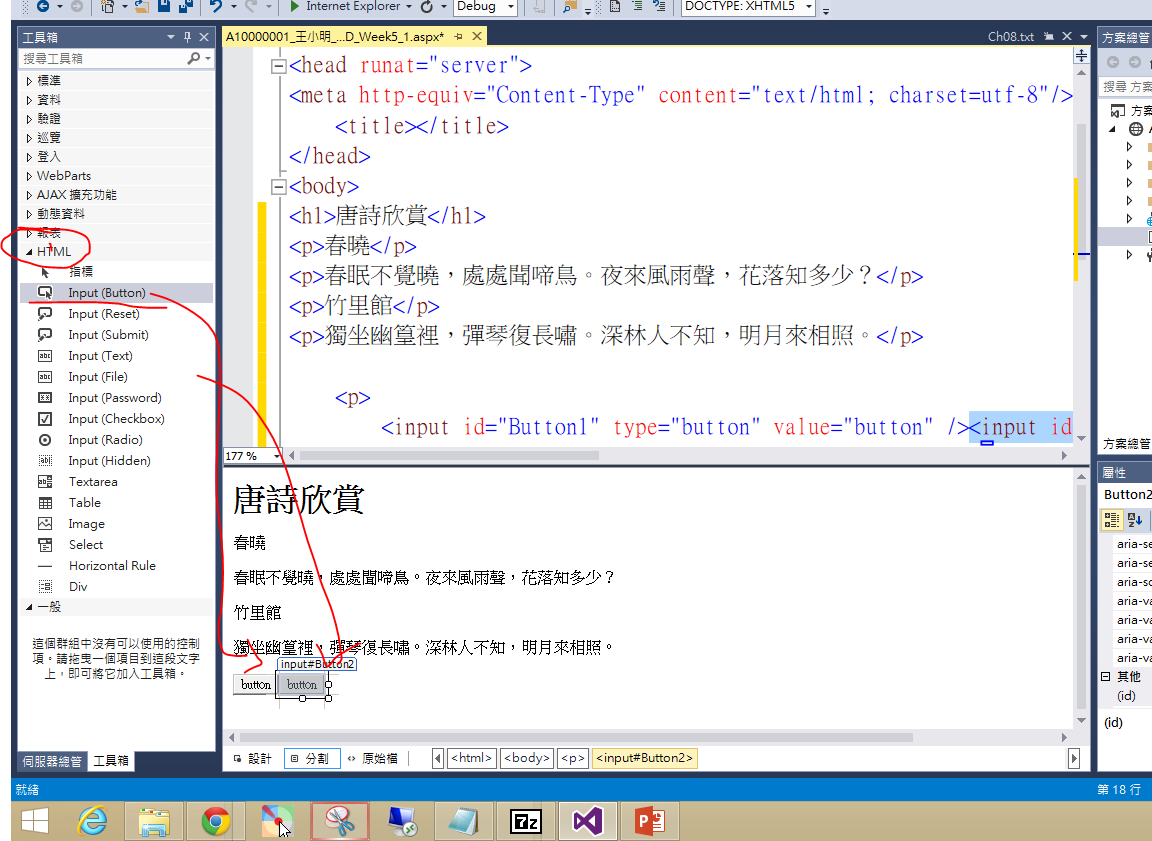 Internet Explorer
Debug
DOCTYPE: XHTML5
工具箱
搜尋工具箱
標準
資料
驗證
巡覽
登入
WebParts
AJAX 擴充功能
動態資料
報表
HTML
指標
Input (Button)
Input (Reset)
Input (Submit)
Input (Text)
Input (File)
Input (Password)
Input (Checkbox)
Input (Radio)
Input (Hidden)
Textarea
Table
Image
Select
Horizontal Rule
Div
一般
這個群組中沒有可以使用的控制
項。請拖曳一個項目到這段文字
上，即可將它加入工具箱。
伺服器總管 工具箱
A10000001_王小明_...D_Week5_1.aspx*
Ch08.txt
<head runat="server">
<meta http-equiv="Content-Type" content="text/html; charset=utf-8"/>
<title></title>
</head>
<body>
<h1>唐詩欣賞</h1>
<p>春曉</p>
<p>春眠不覺曉，處處聞啼鳥。夜來風雨聲，花落知多少？</p>
<p>竹里館</p>
<p>獨坐幽篁裡，彈琴復長嘯。深林人不知，明月來相照。</p>
<p>
<input id="Button1" type="button" value="button" /><input id
177 %
唐詩欣賞
春曉
春眠不覺曉，處處聞啼鳥。夜來風雨聲，花落知多少？
竹里館
獨坐幽篁裡，彈琴復長嘯。深林人不知，明月來相照。
input#Button2
button button
設計 分割 原始檔 <html> <body> <p> <input#Button2>
方案總管
搜尋 方案
方案
方案總管
屬性
Button2
aria-se
aria-se
aria-so
aria-va
aria-va
aria-va
aria-va
其他
(id)
(id)
就緒
第 18 行
7z
P